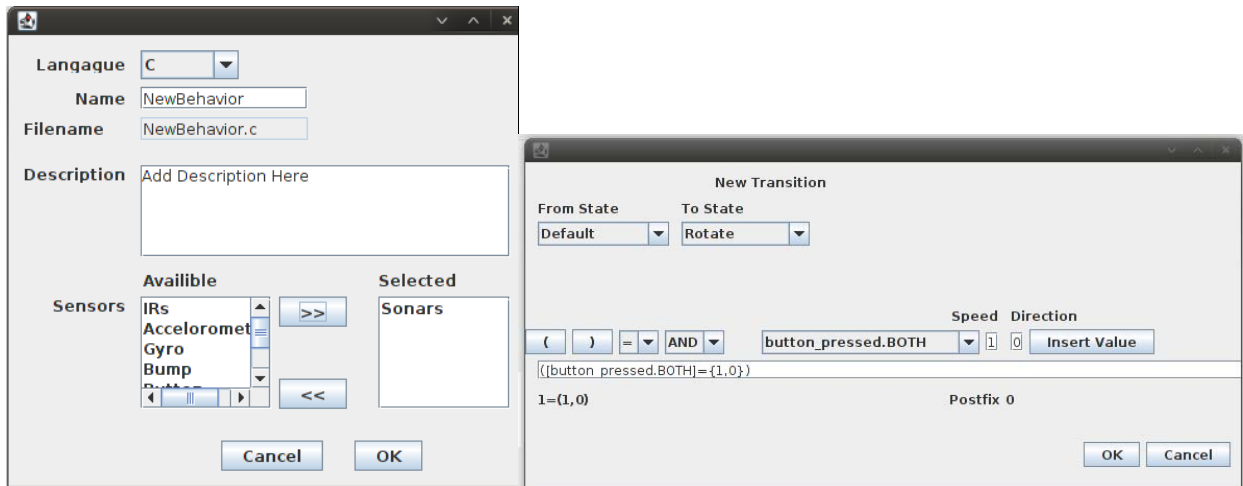 Langague C
Name NewBehavior
Filename NewBehavior.c
Description Add Description Here
Availible Selected
Sensors
IRs
Acceloromet
Gyro
Bump
>>
<<
Sonars
Cancel OK
New Transition
From State To State
Default Rotate
Speed Direction
( ) = AND button_pressed.BOTH 1 0 Insert Value
([button_pressed.BOTH]={1,0})
1=(1,0) Postfix 0
OK Cancel